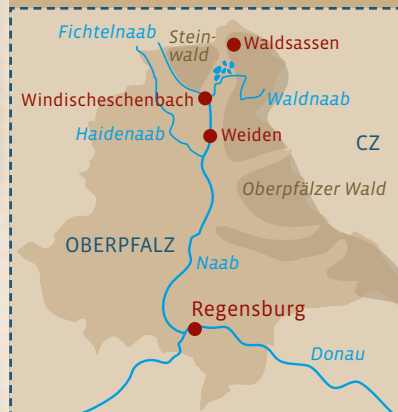 Fichtelnaab
Stein-
wald
Waldsassen
Windischeschenbach
Waldnaab
Haidenaab
Weiden
CZ
Oberpfälzer Wald
OBERPFALZ
Naab
Regensburg
Donau